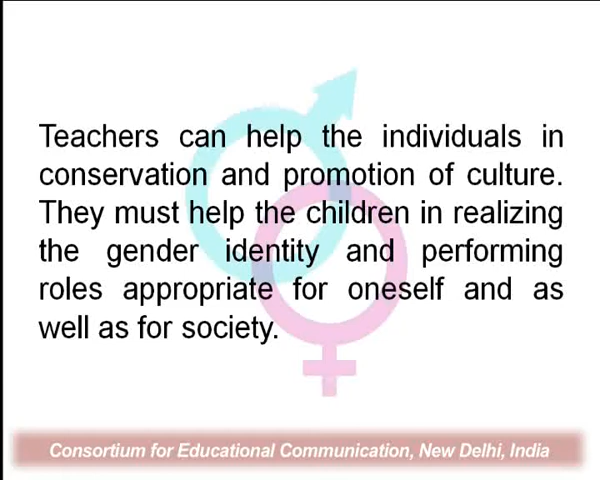 Teachers can help the individuals in
conservation and promotion of culture.
They must help the children in realizing
the gender identity and performing
roles appropriate for oneself and as
well as for society.
Consortium for Educational Communication, New Delhi, India